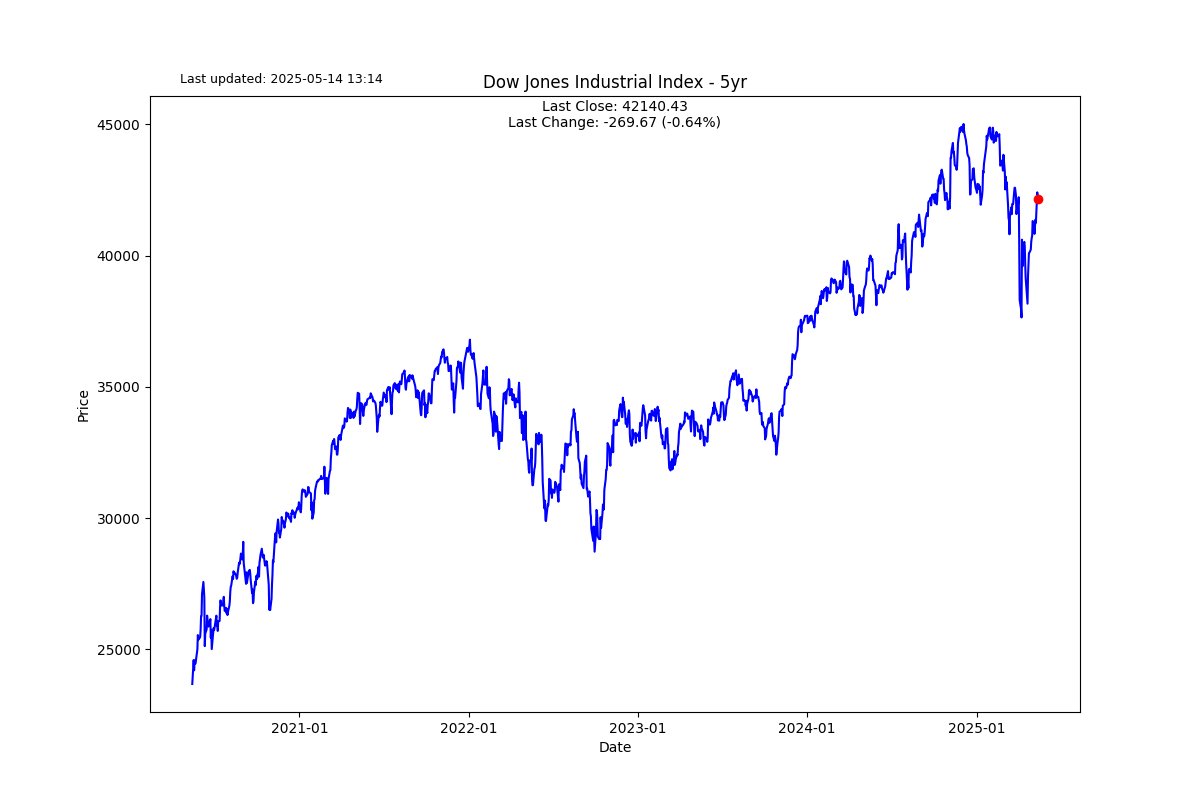 Last updated: 2025-05-14 13:14
Dow Jones Industrial Index - 5yr
Last Close: 42140.43
Last Change: -269.67 (-0.64%)
45000
40000
35000
30000
25000
Price
2021-01
2022-01
2023-01
2024-01
2025-01
Date